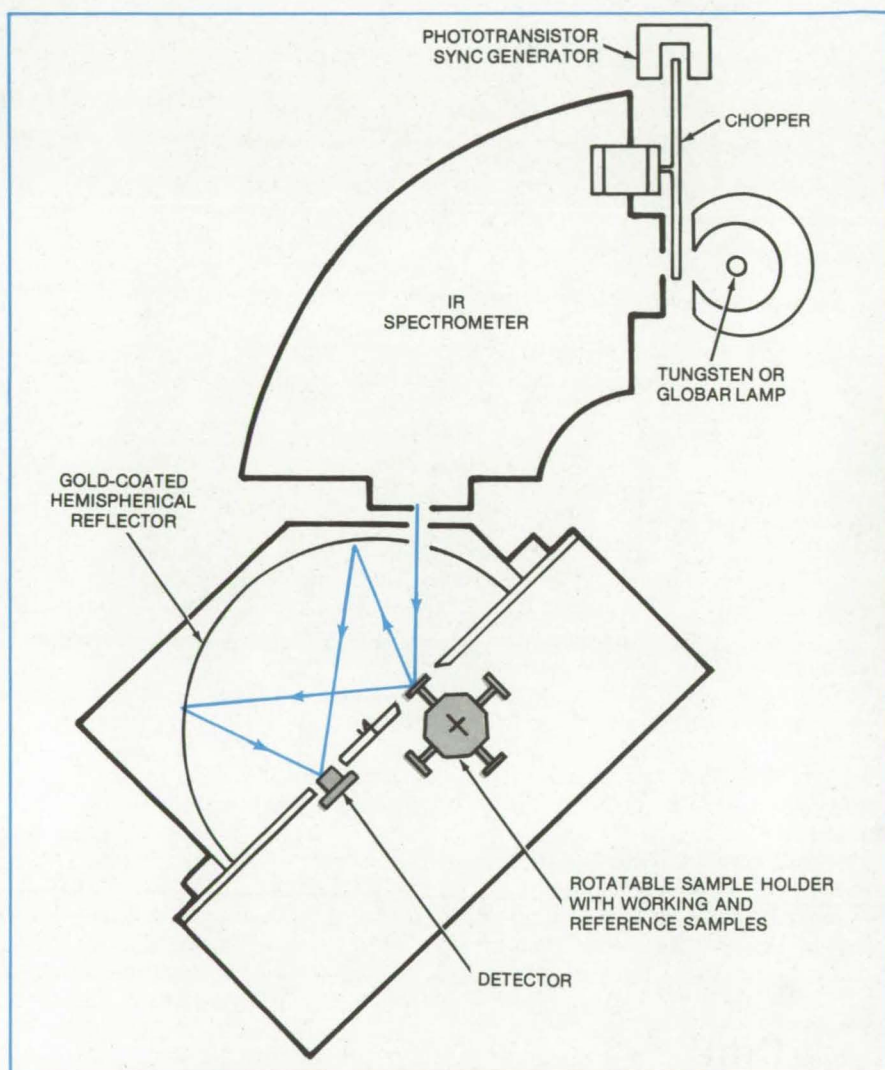 PHOTOTRANSISTOR
SYNC GENERATOR
CHOPPER
IR
SPECTROMETER
TUNGSTEN OR
GLOBAR LAMP
GOLD-COATED
HEMISPHERICAL
REFLECTOR
ROTATABLE SAMPLE HOLDER
WITH WORKING AND
REFERENCE SAMPLES
DETECTOR